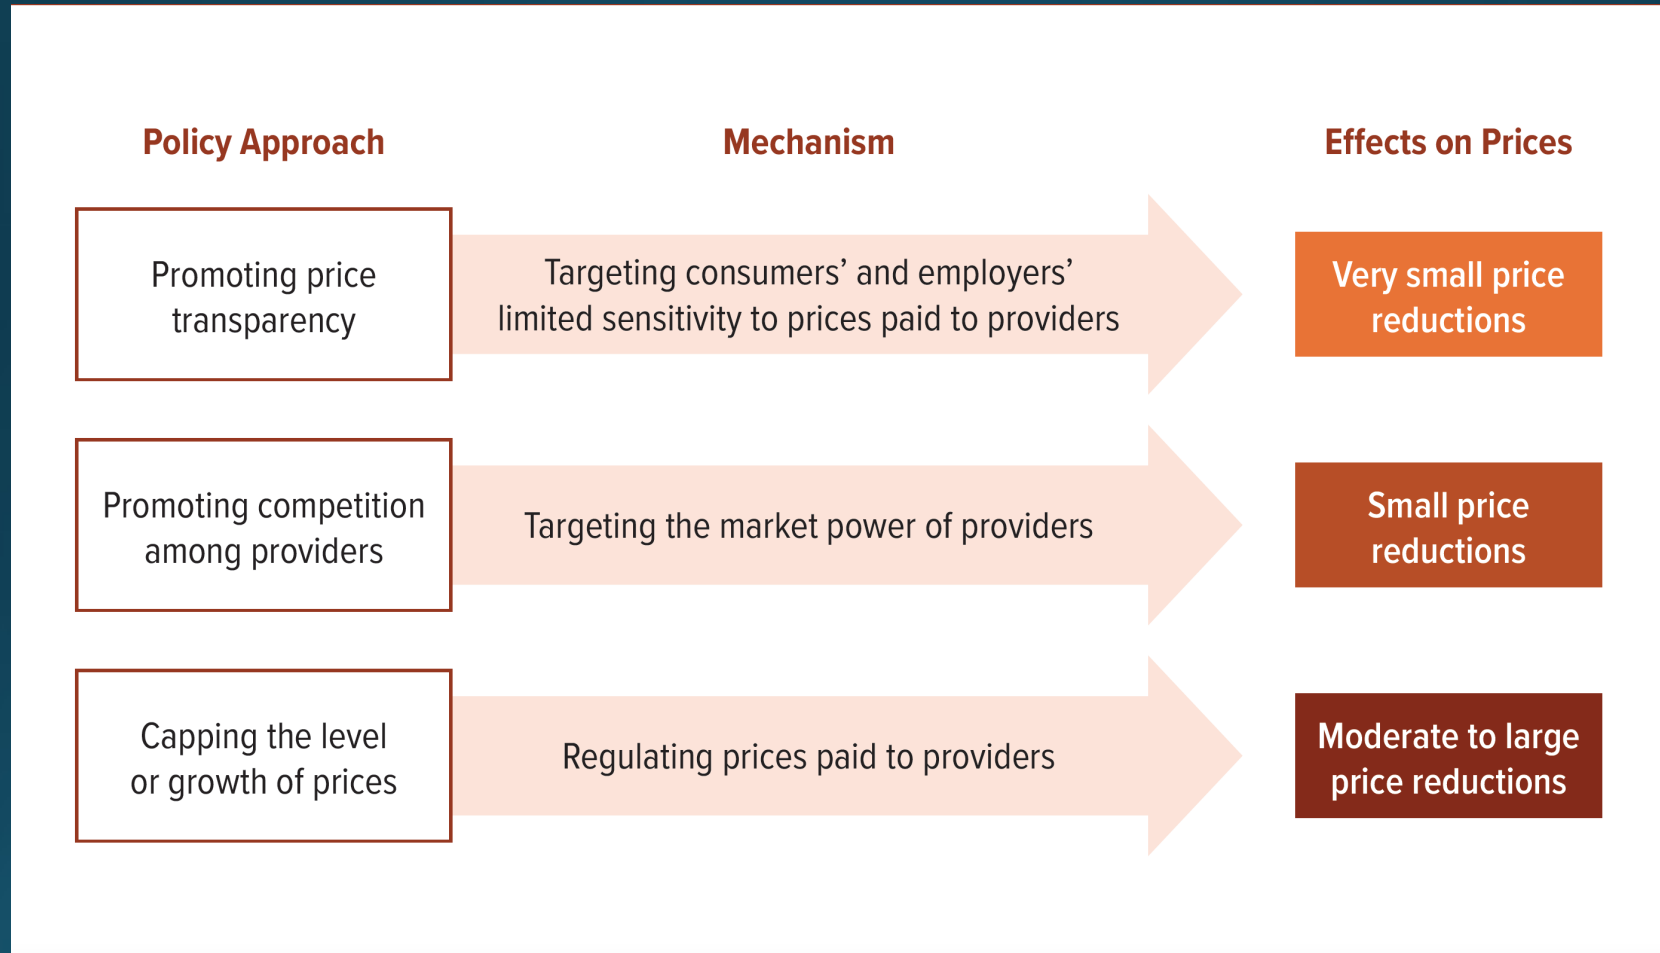 Policy Approach
Mechanism
Effects on Prices
Promoting price
transparency
Targeting consumers’ and employers’
limited sensitivity to prices paid to providers
Very small price
reductions
Promoting competition
among providers
Targeting the market power of providers
Small price
reductions
Capping the level
or growth of prices
Regulating prices paid to providers
Moderate to large
price reductions